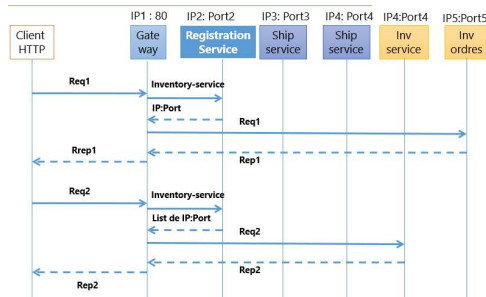 IP1 : 80 IP2: Port2 IP3: Port3 IP4: Port4 IP4:Port4 IP5:Port5
Client HTTP
Gate way
Registration Service
Ship service
Ship service
Inv service
Inv ordres
Req1
Inventory-service
IP:Port
Req1
Rrep1
Rep1
Req2
Inventory-service
List de IP:Port
Req2
Rep2
Rep2